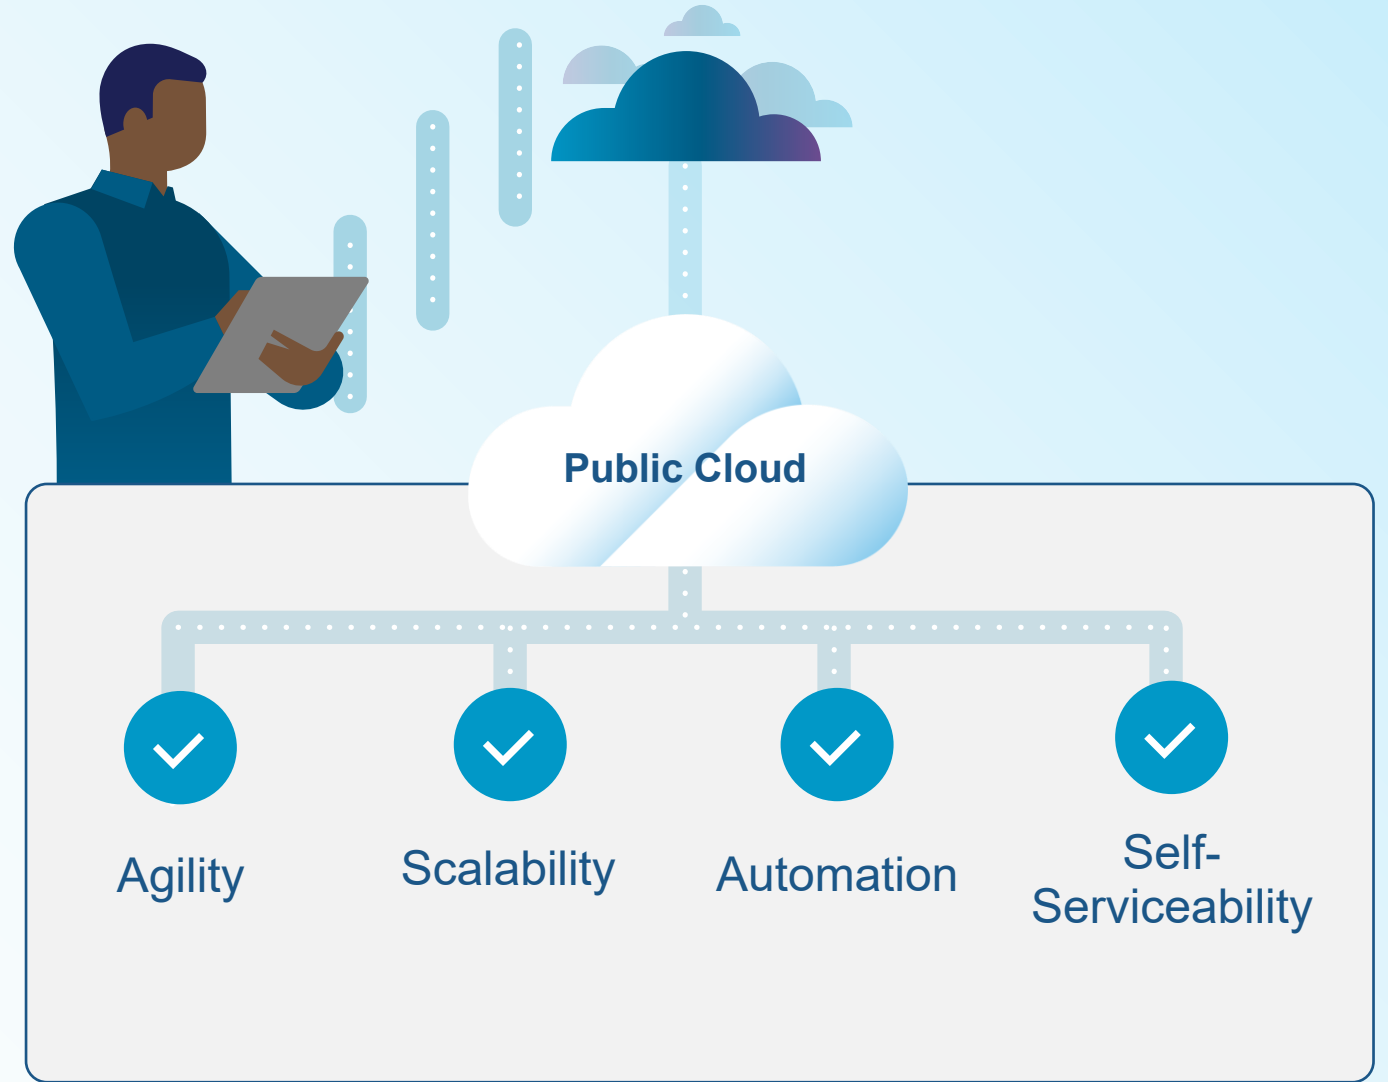 Public Cloud
Agility
Scalability
Automation
Self-
Serviceability